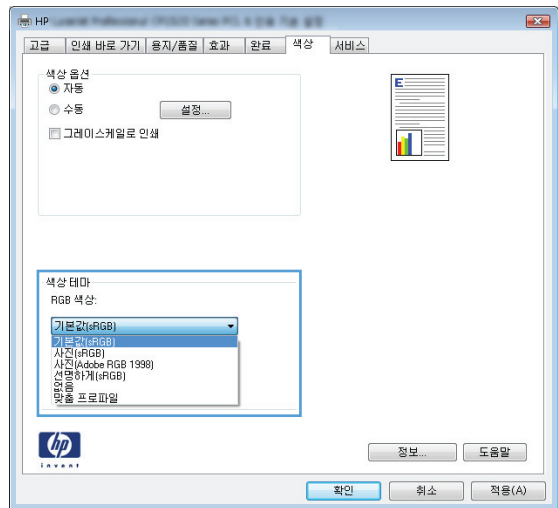 HP
고급 인쇄 바로 가기 용지/품질 효과 완료 색상 서비스
색상 옵션
자동
수동 설정...
그레이스케일로 인쇄
E
색상 테마
RGB 색상:
기본값(sRGB)
기본값(sRGB)
사진(sRGB)
사진(Adobe RGB 1998)
선명하게(sRGB)
없음
맞춤 프로파일
hp
invent
정보... 도움말
확인 취소 적용(A)